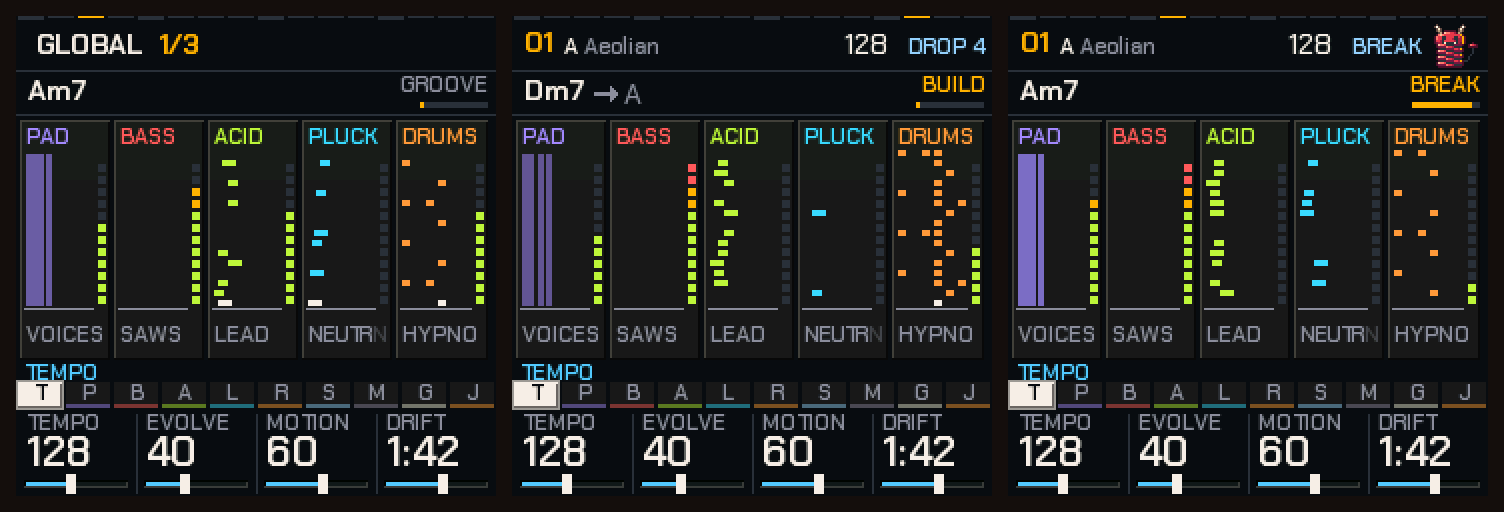 GLOBAL 1/3
Am7 GROOVE
PAD BASS ACID PLUCK DRUMS
VOICES SAWS LEAD NEUTRN HYPNO
TEMPO
T P B A L R S M G J
TEMPO EVOLVE MOTION DRIFT
128 40 60 1:42
01 A Aeolian 128 DROP 4
Dm7 → A BUILD
PAD BASS ACID PLUCK DRUMS
VOICES SAWS LEAD NEUTRN HYPNO
TEMPO
T P B A L R S M G J
TEMPO EVOLVE MOTION DRIFT
128 40 60 1:42
01 A Aeolian 128 BREAK
Am7 BREAK
PAD BASS ACID PLUCK DRUMS
VOICES SAWS LEAD NEUTRN HYPNO
TEMPO
T P B A L R S M G J
TEMPO EVOLVE MOTION DRIFT
128 40 60 1:42